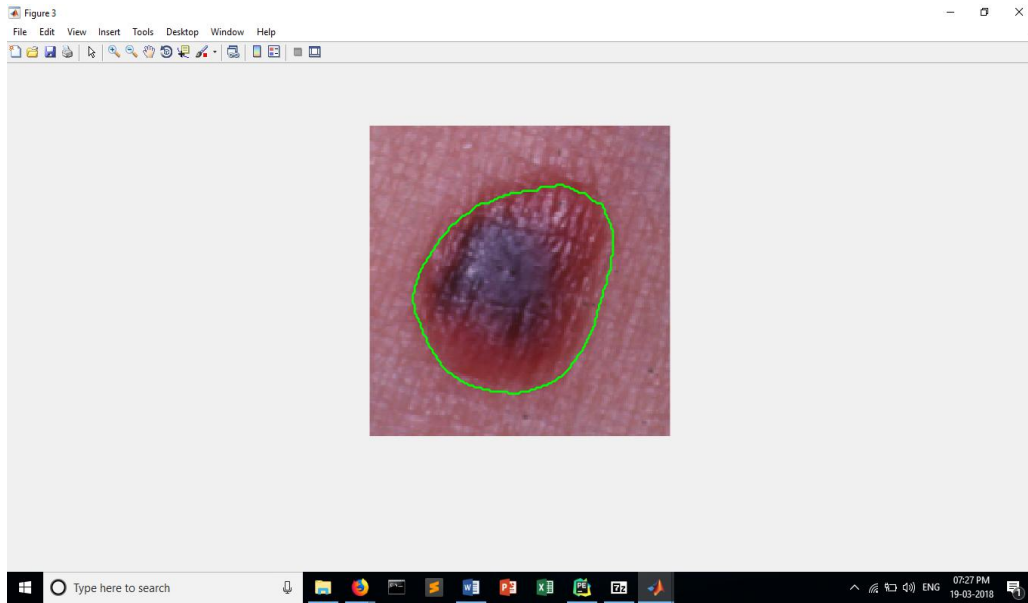 Figure 3
File Edit View Insert Tools Desktop Window Help
Type here to search
ENG
07:27 PM
19-03-2018